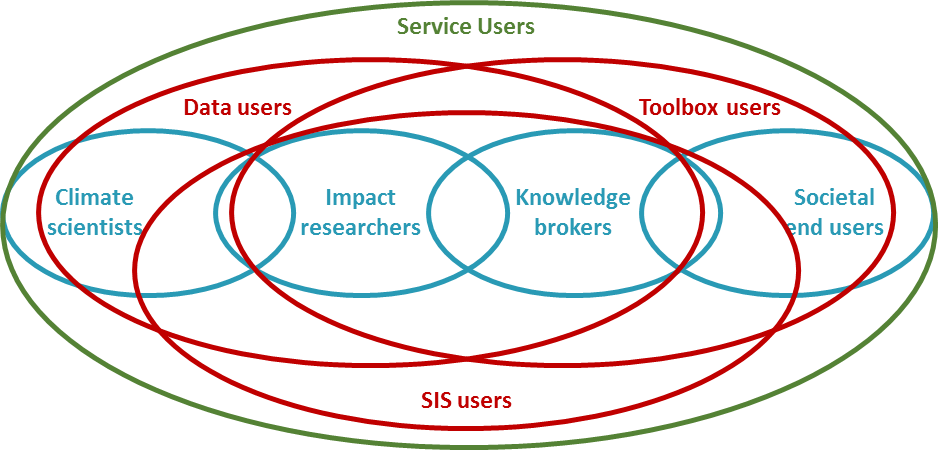 Service Users
Data users
Toolbox users
Climate
scientists
Impact
researchers
Knowledge
brokers
Societal
end users
SIS users